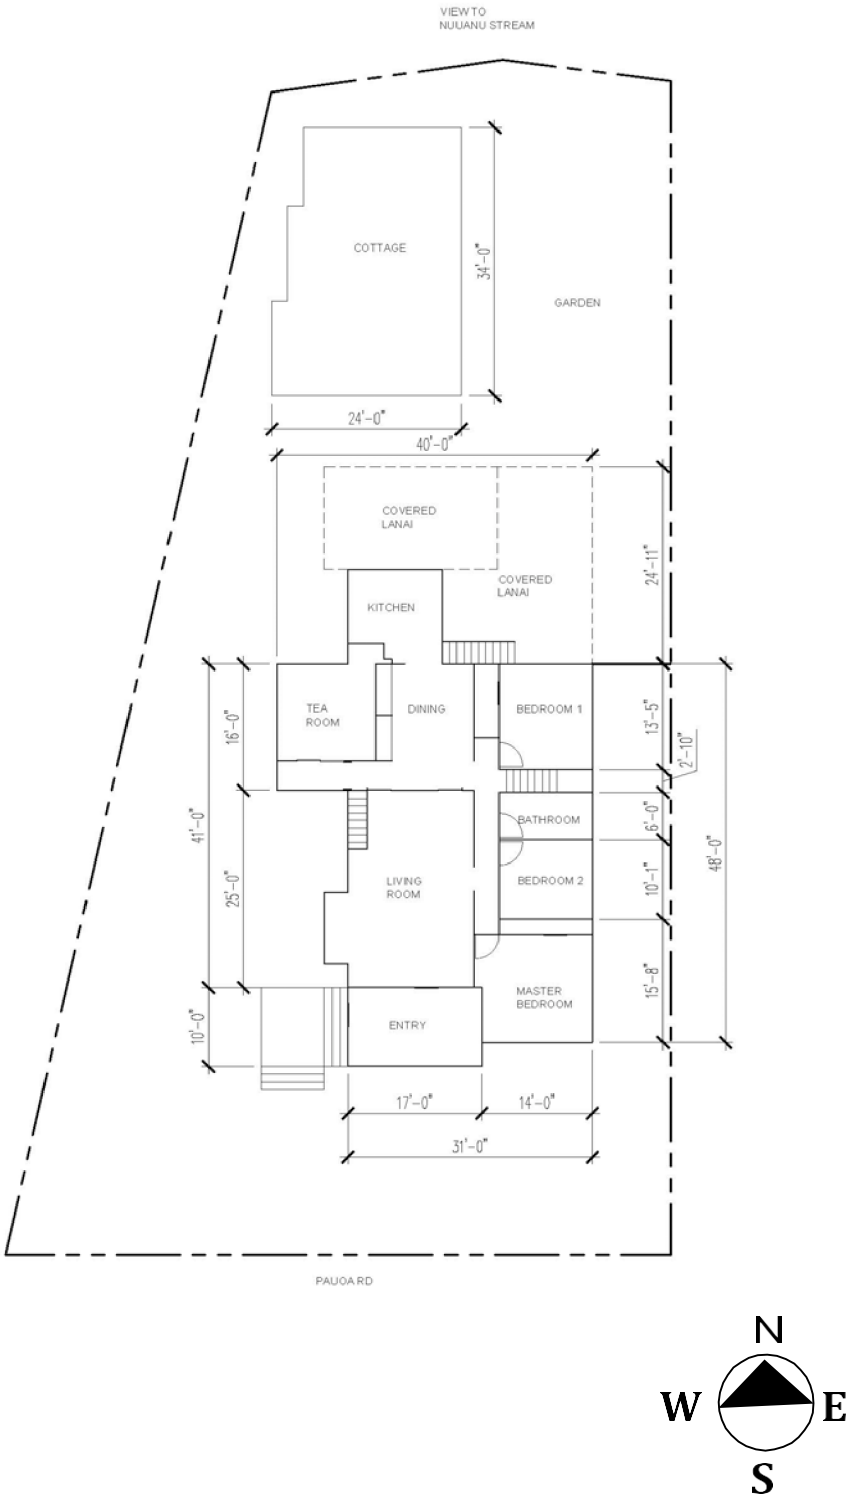 VIEW TO
NUUANU STREAM
COTTAGE
34'-0"
GARDEN
24'-0"
40'-0"
COVERED
LANAI
24'-11"
COVERED
LANAI
KITCHEN
TEA
ROOM
DINING
BEDROOM 1
16'-0"
13'-5"
2'-10"
41'-0"
BATHROOM
6'-0"
48'-0"
25'-0"
LIVING
ROOM
BEDROOM 2
10'-1"
MASTER
BEDROOM
15'-8"
10'-0"
ENTRY
17'-0"
14'-0"
31'-0"
PAUOA RD
N
W
E
S